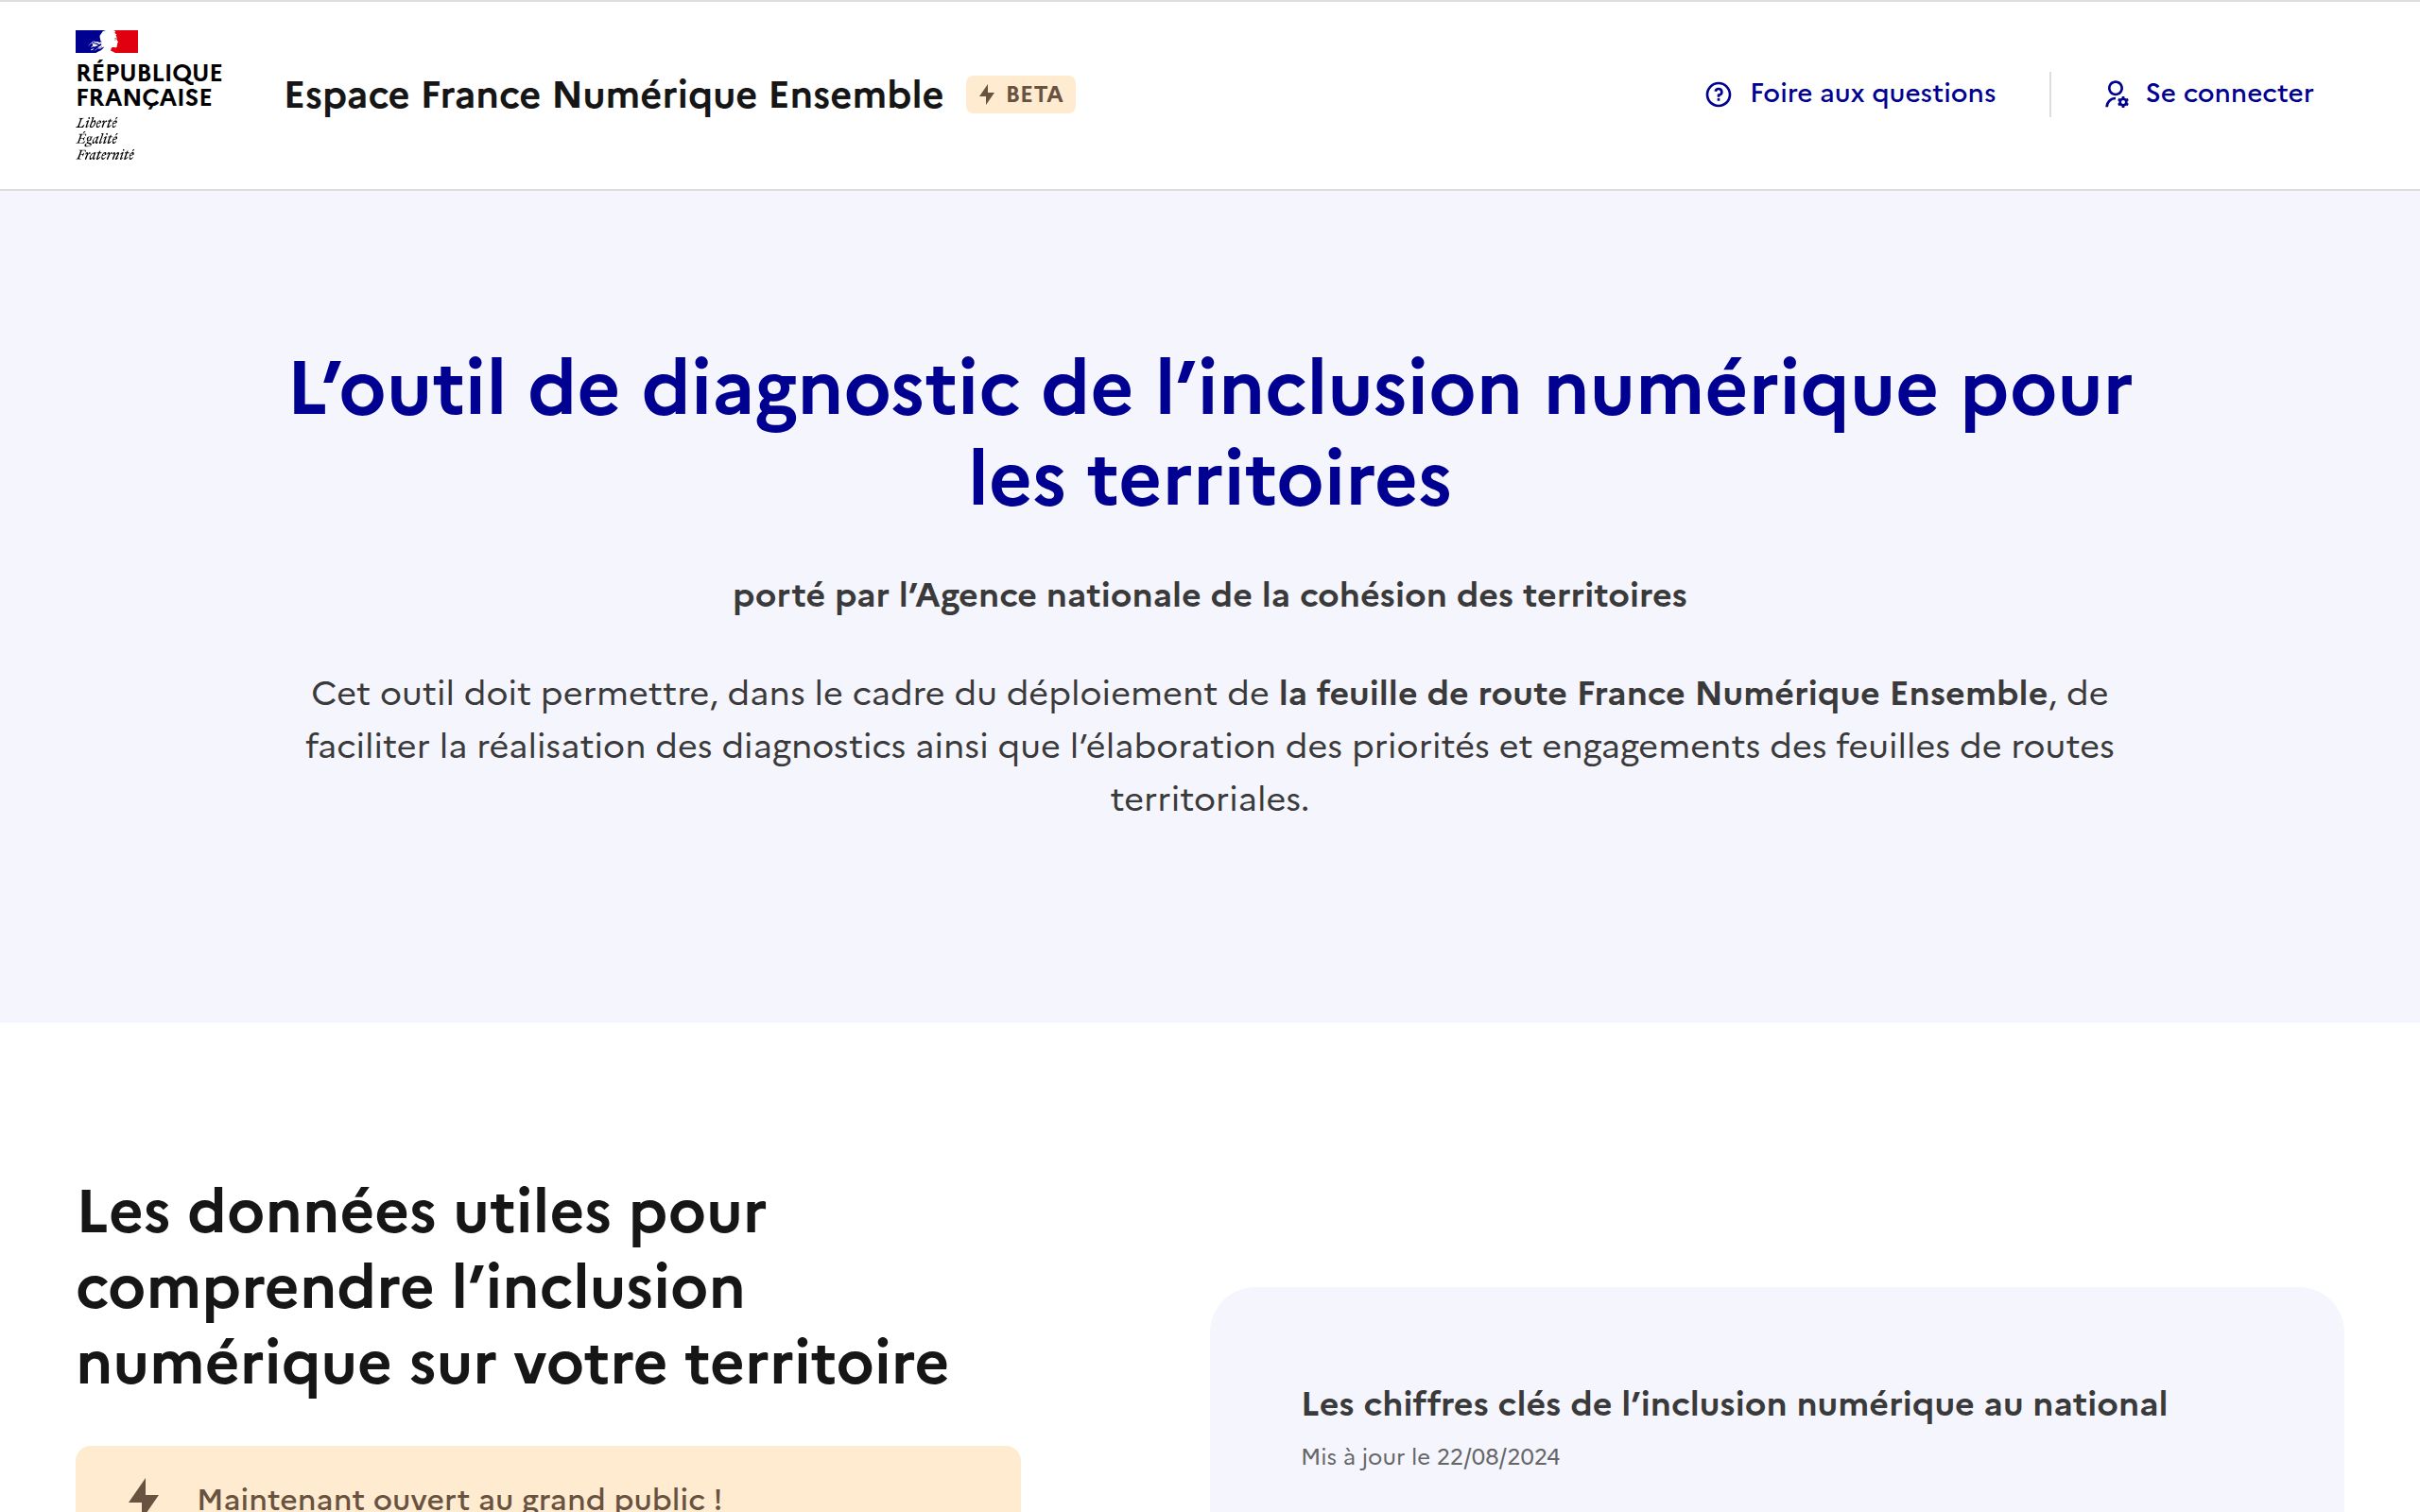 RÉPUBLIQUE
FRANÇAISE
Liberté
Égalité
Fraternité
Espace France Numérique Ensemble
BETA
Foire aux questions
Se connecter
L’outil de diagnostic de l’inclusion numérique pour
les territoires
porté par l’Agence nationale de la cohésion des territoires
Cet outil doit permettre, dans le cadre du déploiement de la feuille de route France Numérique Ensemble, de
faciliter la réalisation des diagnostics ainsi que l’élaboration des priorités et engagements des feuilles de routes
territoriales.
Les données utiles pour
comprendre l’inclusion
numérique sur votre territoire
Maintenant ouvert au grand public !
Les chiffres clés de l’inclusion numérique au national
Mis à jour le 22/08/2024